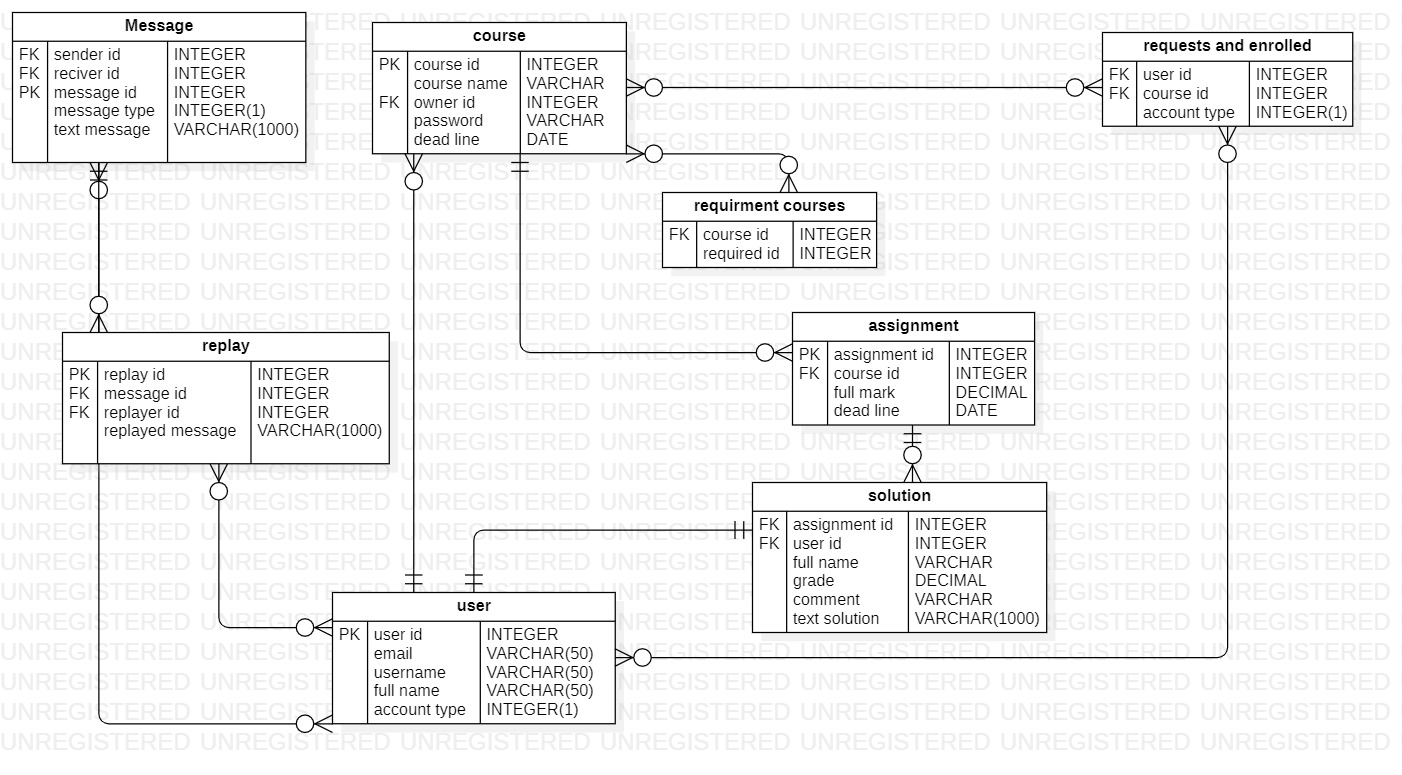 Message
FK sender id INTEGER
FK reciver id INTEGER
PK message id INTEGER
message type INTEGER(1)
text message VARCHAR(1000)
course
PK course id INTEGER
course name VARCHAR
FK owner id INTEGER
password VARCHAR
dead line DATE
requests and enrolled
FK user id INTEGER
FK course id INTEGER
account type INTEGER(1)
requirment courses
FK course id INTEGER
required id INTEGER
replay
PK replay id INTEGER
FK message id INTEGER
FK replayer id INTEGER
replayed message VARCHAR(1000)
assignment
PK assignment id INTEGER
FK course id INTEGER
full mark DECIMAL
dead line DATE
solution
FK assignment id INTEGER
FK user id INTEGER
full name VARCHAR
grade DECIMAL
comment VARCHAR
text solution VARCHAR(1000)
user
PK user id INTEGER
email VARCHAR(50)
username VARCHAR(50)
full name VARCHAR(50)
account type INTEGER(1)
UNREGISTERED